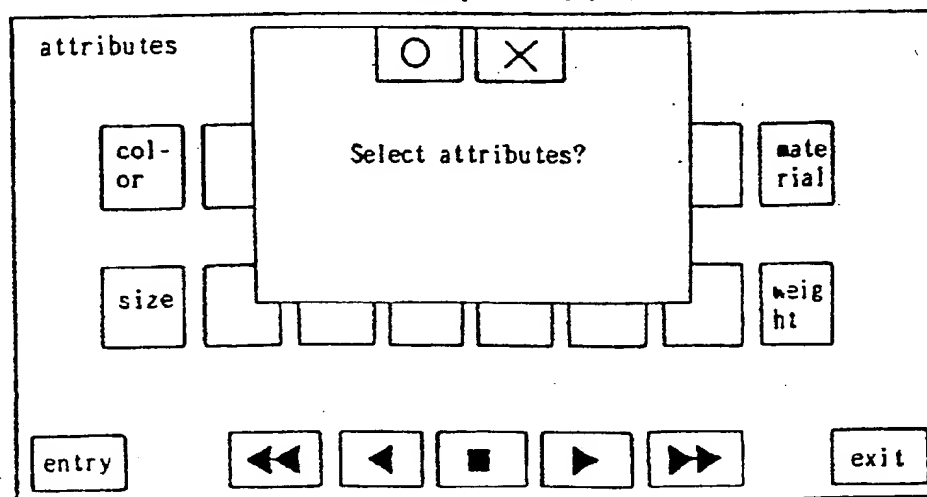 attributes
Select attributes?
col-
or
mate
rial
size
weig
ht
entry
exit